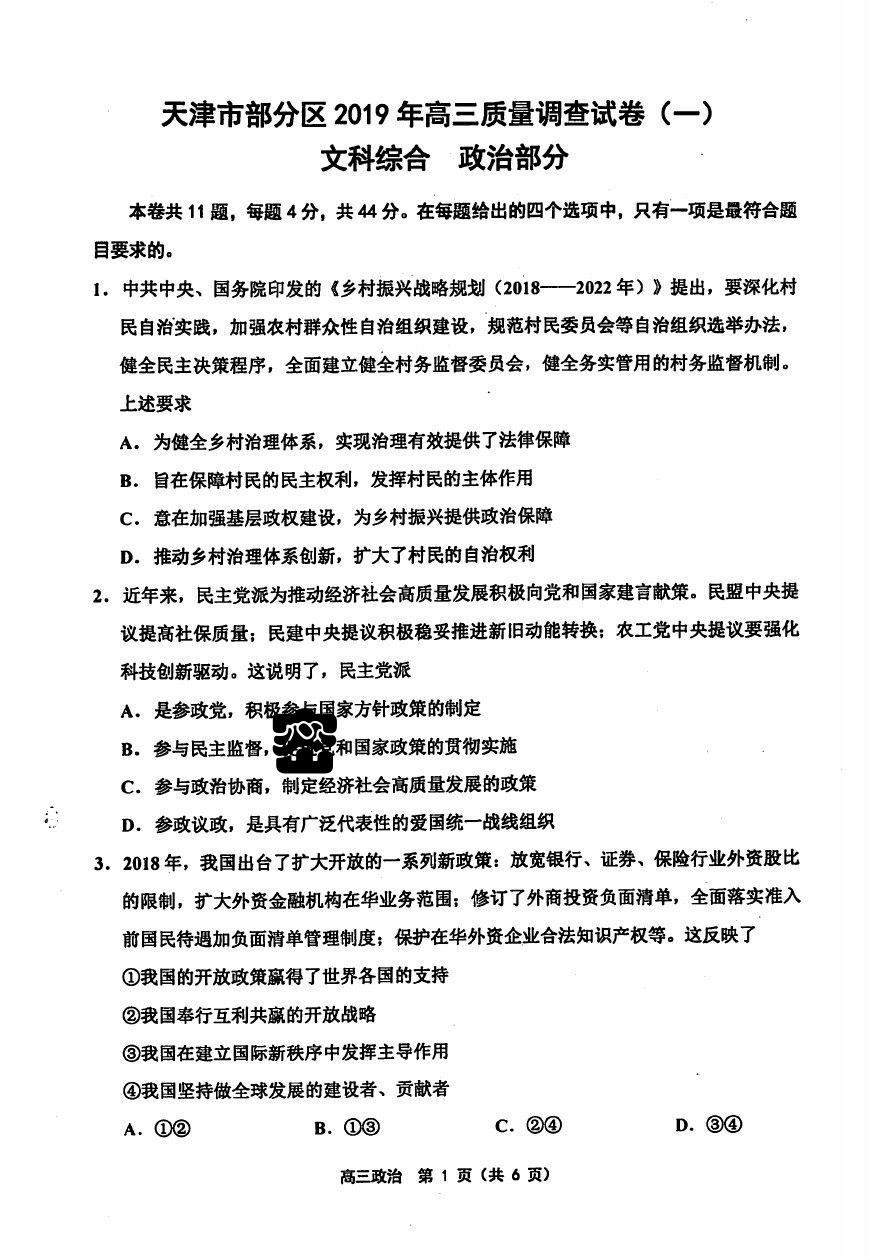 天津市部分区 2019 年高三质量调查试卷（一）
文科综合 政治部分
本卷共 11 题，每题 4 分，共 44 分。在每题给出的四个选项中，只有一项是最符合题
目要求的。
1．中共中央、国务院印发的《乡村振兴战略规划（2018——2022 年）》提出，要深化村
民自治实践，加强农村群众性自治组织建设，规范村民委员会等自治组织选举办法，
健全民主决策程序，全面建立健全村务监督委员会，健全务实管用的村务监督机制。
上述要求
A．为健全乡村治理体系，实现治理有效提供了法律保障
B．旨在保障村民的民主权利，发挥村民的主体作用
C．意在加强基层政权建设，为乡村振兴提供政治保障
D．推动乡村治理体系创新，扩大了村民的自治权利
2．近年来，民主党派为推动经济社会高质量发展积极向党和国家建言献策。民盟中央提
议提高社保质量；民建中央提议积极稳妥推进新旧动能转换；农工党中央提议要强化
科技创新驱动。这说明了，民主党派
A．是参政党，积极参与国家方针政策的制定
B．参与民主监督，和国家政策的贯彻实施
C．参与政治协商，制定经济社会高质量发展的政策
D．参政议政，是具有广泛代表性的爱国统一战线组织
3．2018 年，我国出台了扩大开放的一系列新政策：放宽银行、证券、保险行业外资股比
的限制，扩大外资金融机构在华业务范围；修订了外商投资负面清单，全面落实准入
前国民待遇加负面清单管理制度；保护在华外资企业合法知识产权等。这反映了
①我国的开放政策赢得了世界各国的支持
②我国奉行互利共赢的开放战略
③我国在建立国际新秩序中发挥主导作用
④我国坚持做全球发展的建设者、贡献者
A．①② B．①③ C．②④ D．③④
高三政治 第 1 页（共 6 页）